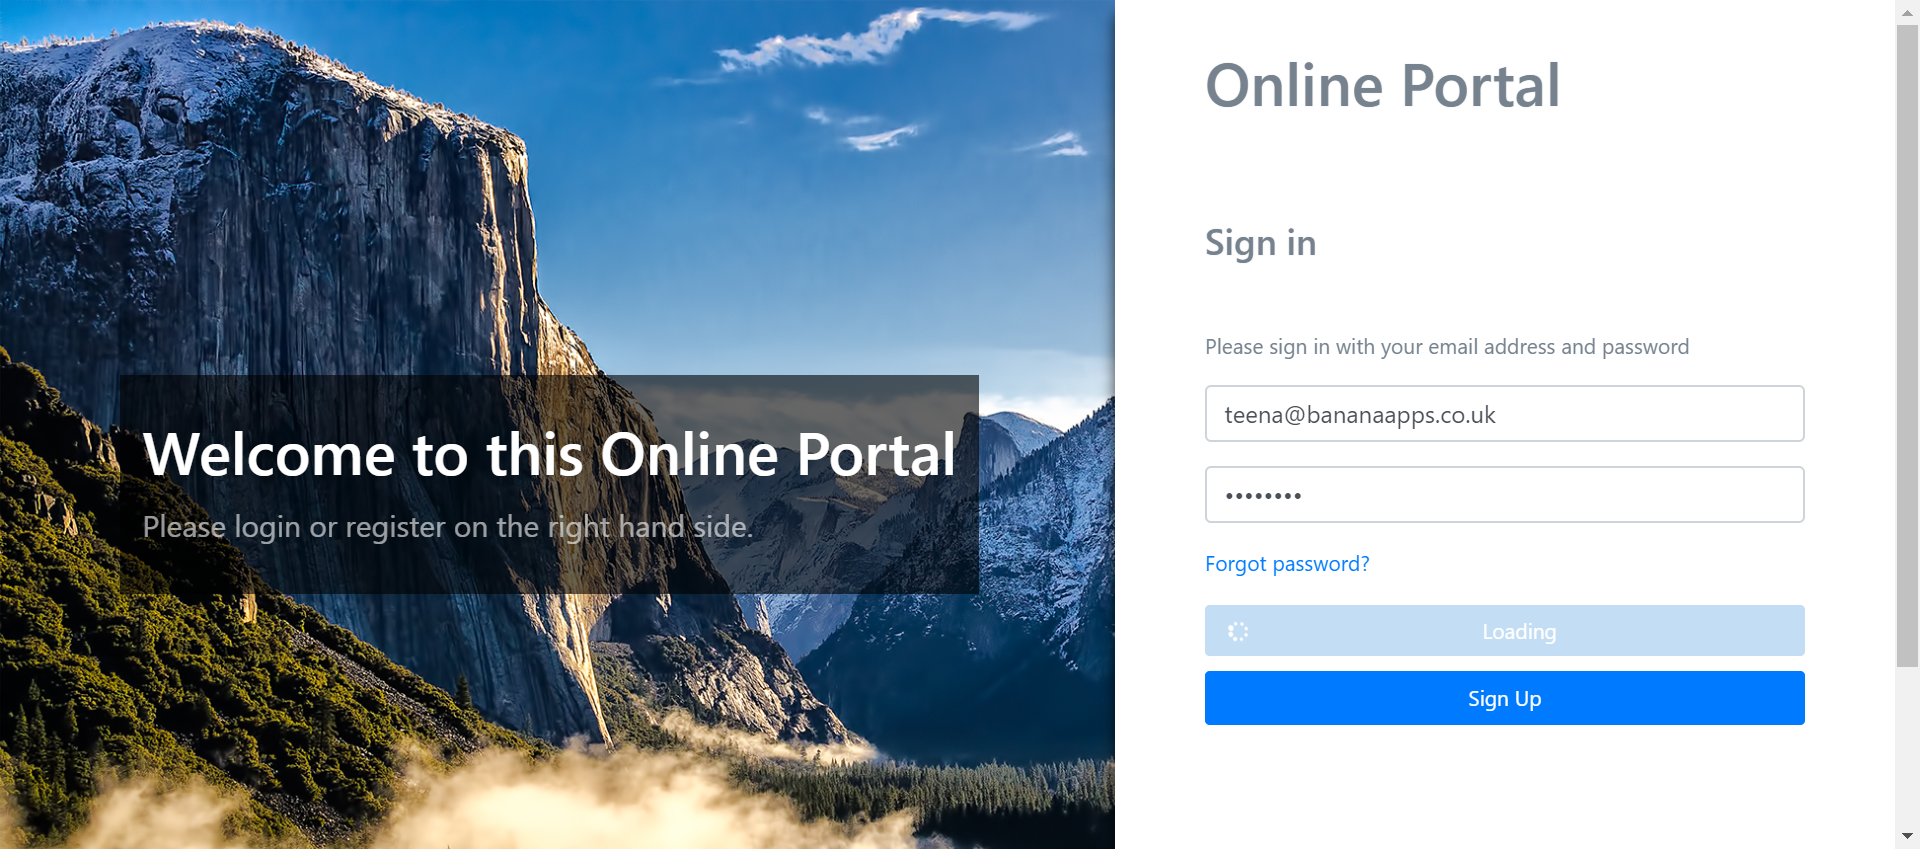 Welcome to this Online Portal
Please login or register on the right hand side.
Online Portal
Sign in
Please sign in with your email address and password
teena@bananaapps.co.uk
••••••••
Forgot password?
Loading
Sign Up